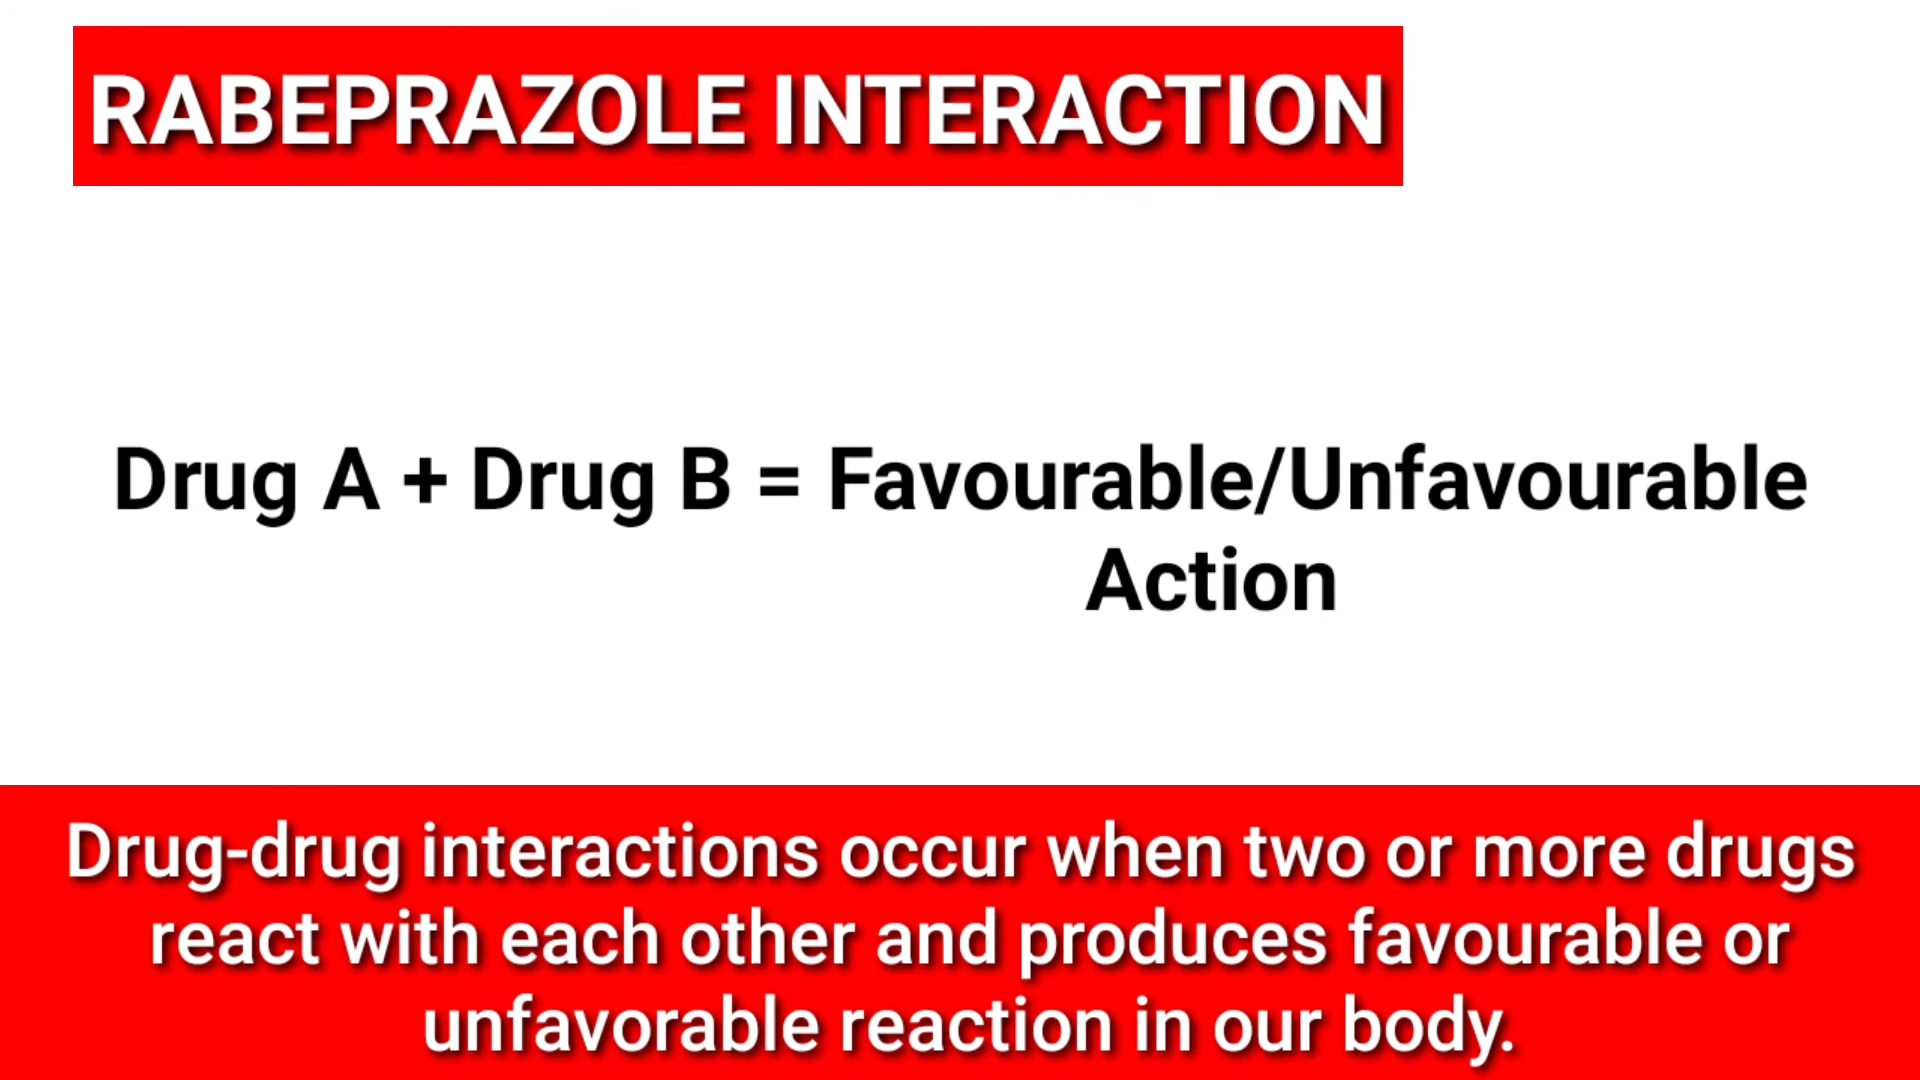 RABEPRAZOLE INTERACTION
Drug A + Drug B = Favourable/Unfavourable
Action
Drug-drug interactions occur when two or more drugs
react with each other and produces favourable or
unfavorable reaction in our body.